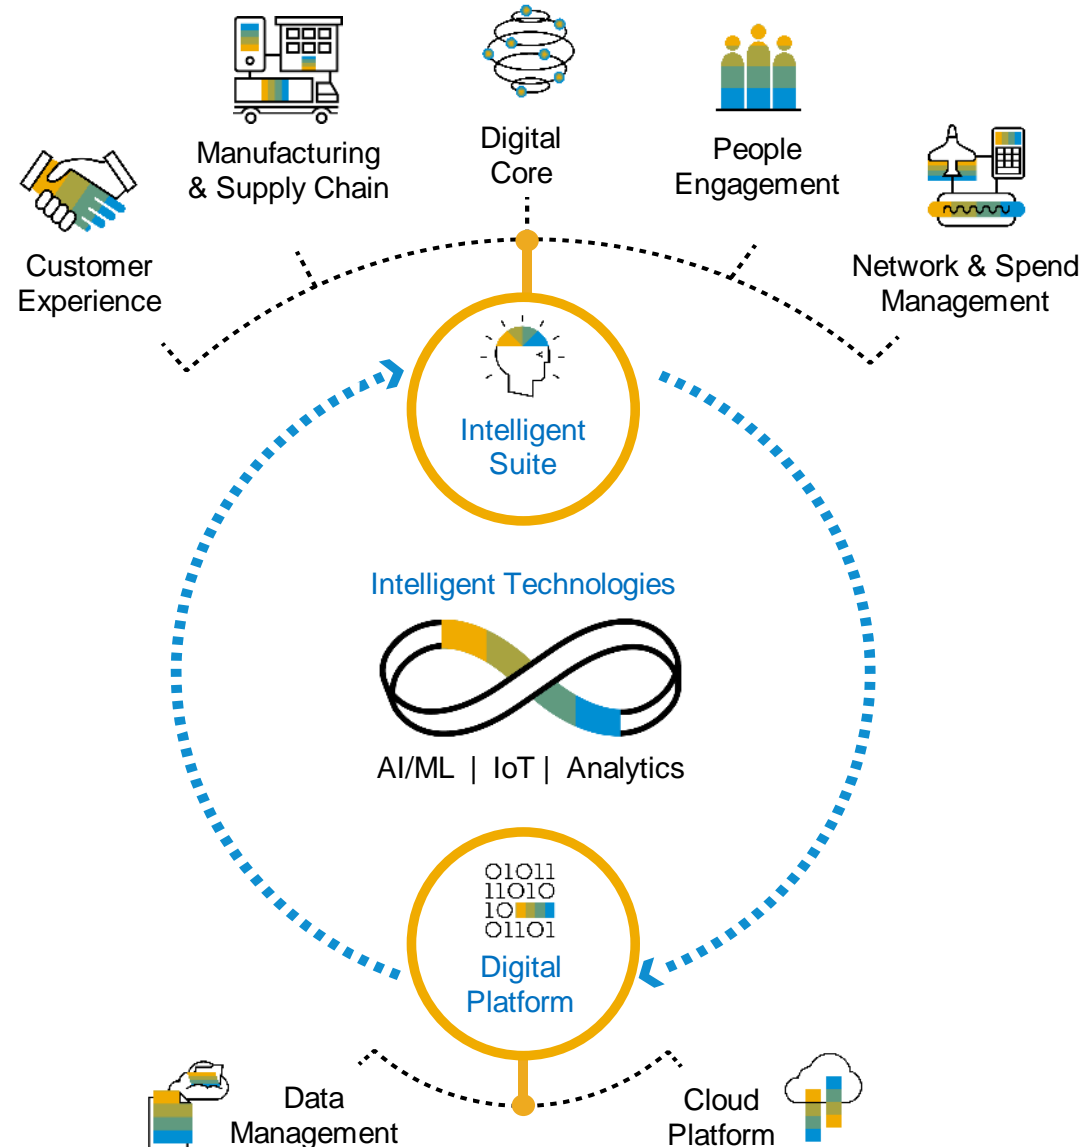 Manufacturing
& Supply Chain
Digital
Core
People
Engagement
Customer
Experience
Network & Spend
Management
Intelligent
Suite
Intelligent Technologies
AI/ML | IoT | Analytics
01011
11010
10
01101
Digital
Platform
Data
Management
Cloud
Platform